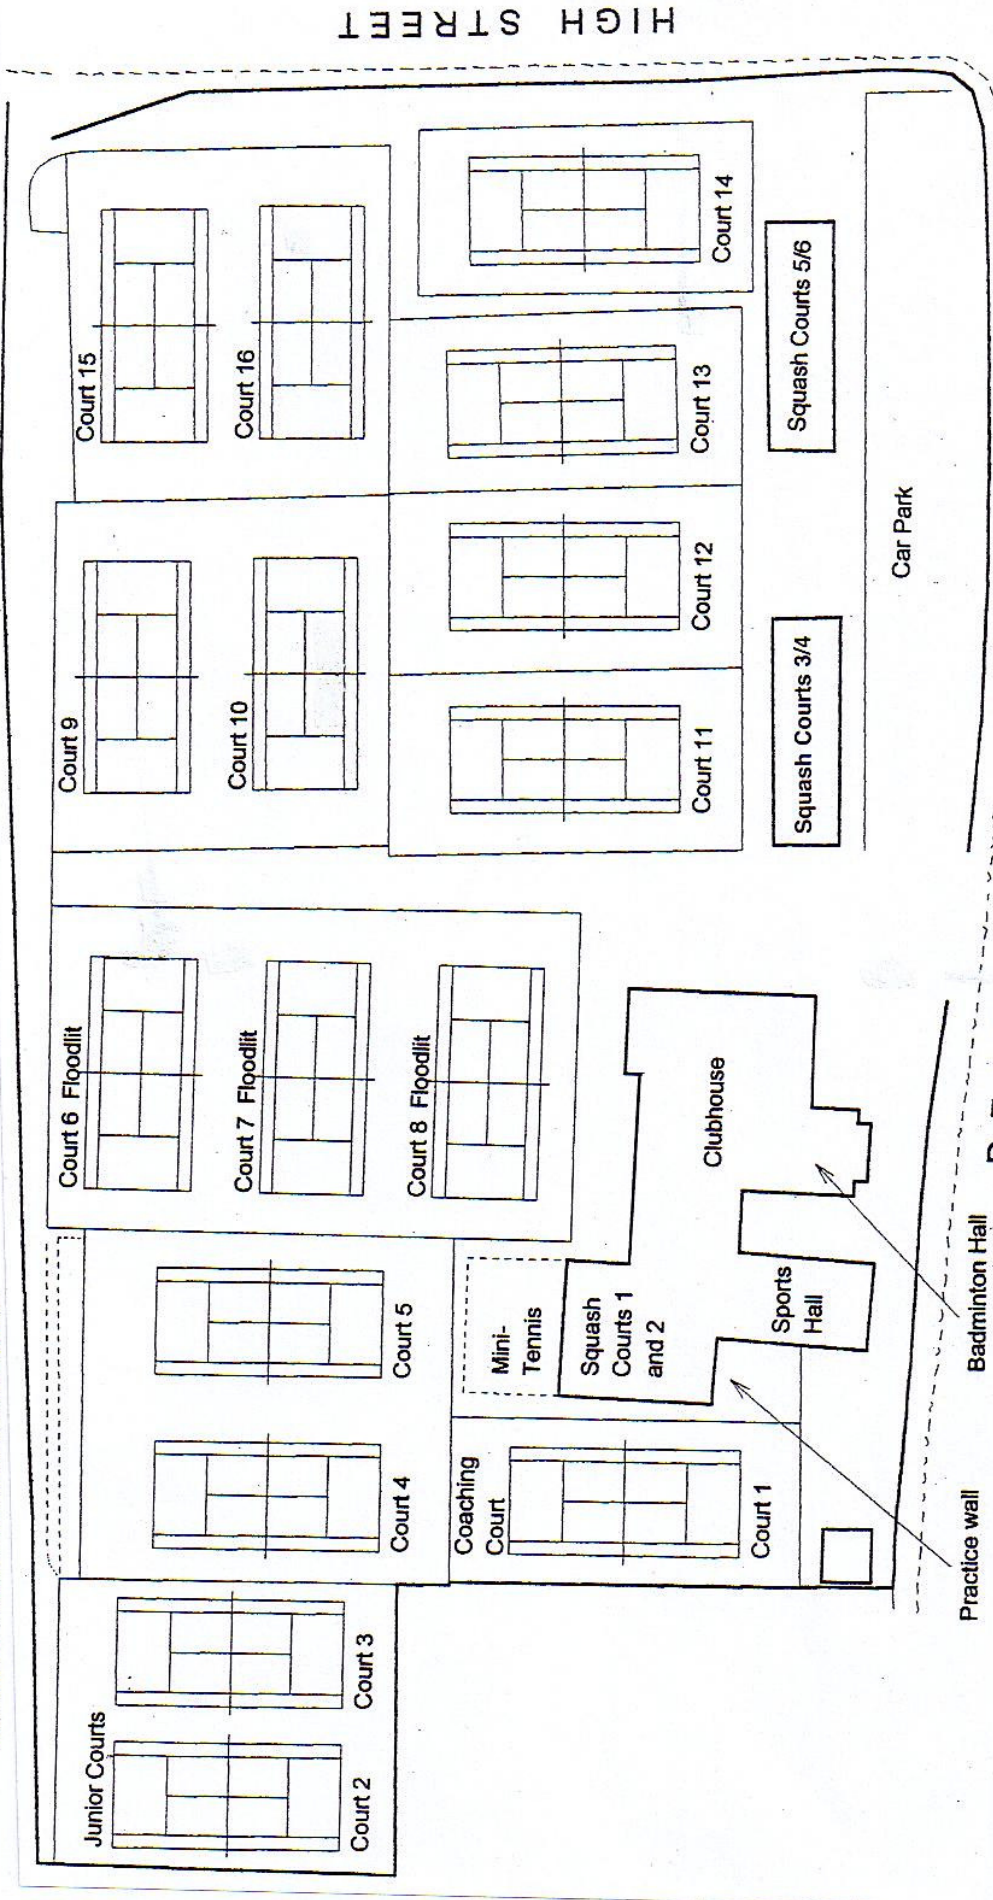 HIGH STREET
Court 15
Court 16
Court 14
Court 9
Court 10
Court 13
Court 12
Court 11
Squash Courts 5/6
Squash Courts 3/4
Car Park
Court 6 Floodlit
Court 7 Floodlit
Court 8 Floodlit
Clubhouse
Court 5
Court 4
Mini-
Tennis
Squash
Courts 1
and 2
Sports
Hall
Badminton Hall
Coaching
Court
Court 1
Practice wall
Junior Courts
Court 3
Court 2